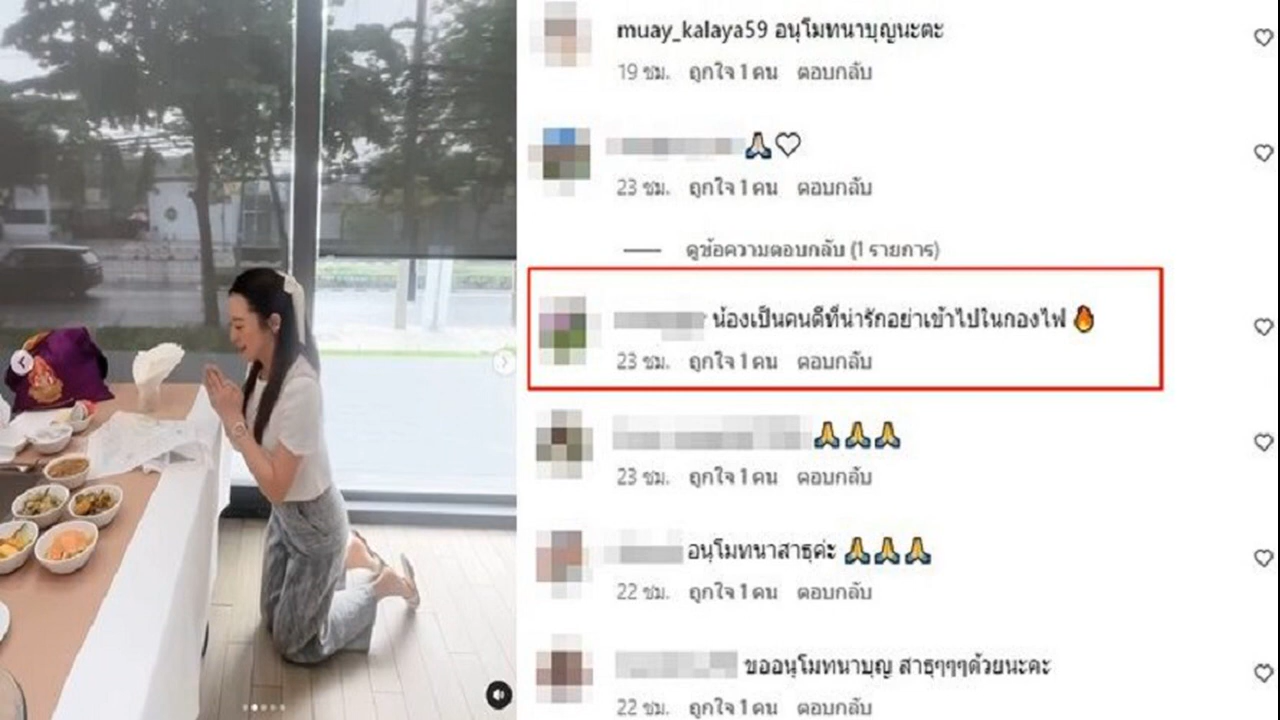 muay_kalaya59 อนุโมทนาบุญนะตะ
19 ชม. ถูกใจ 1 คน ตอบกลับ
23 ชม. ถูกใจ 1 คน ตอบกลับ
ดูข้อความตอบกลับ (1 รายการ)
น้องเป็นคนดีที่น่ารักอย่าเข้าไปในกองไฟ🔥
23 ชม. ถูกใจ 1 คน ตอบกลับ
🙏🙏🙏
23 ชม. ถูกใจ 1 คน ตอบกลับ
อนุโมทนาสาธุค่ะ 🙏🙏🙏
22 ชม. ถูกใจ 1 คน ตอบกลับ
ขออนุโมทนาบุญ สาธุๆๆๆด้วยนะคะ
22 ชม. ถูกใจ 1 คน ตอบกลับ